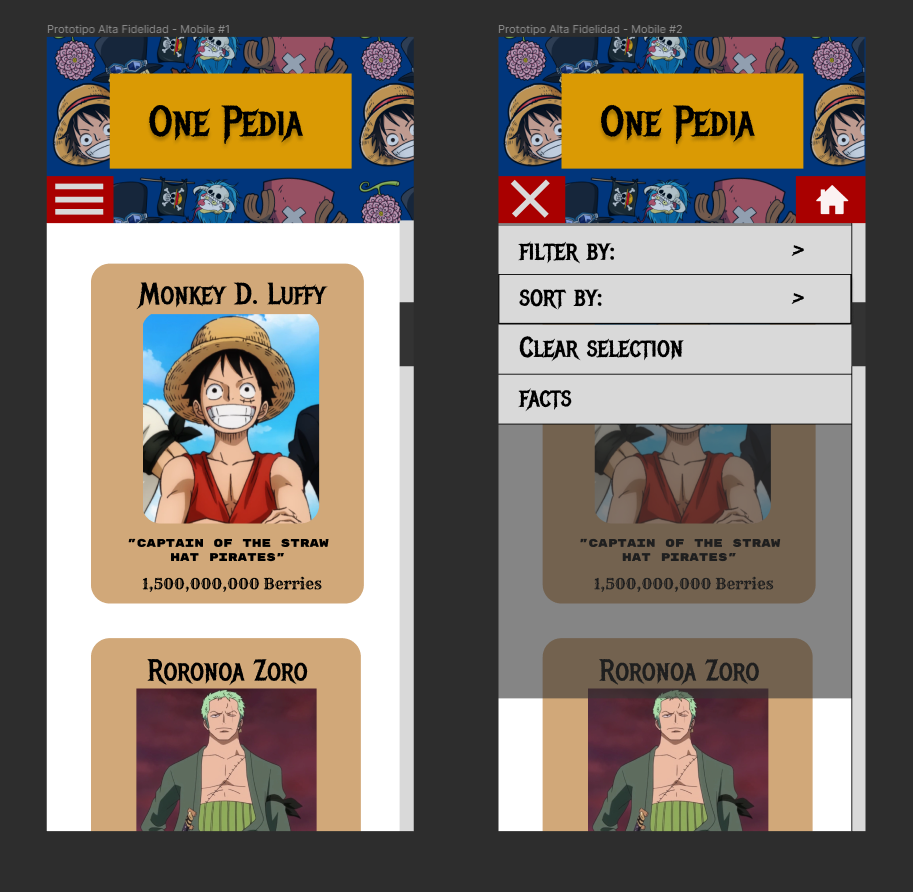 Prototipo Alta Fidelidad - Mobile #1
One Pedia
Monkey D. Luffy
"CAPTAIN OF THE STRAW
HAT PIRATES"
1,500,000,000 Berries
Roronoa Zoro
Prototipo Alta Fidelidad - Mobile #2
One Pedia
FILTER BY: >
SORT BY: >
Clear selection
FACTS
"CAPTAIN OF THE STRAW
HAT PIRATES"
1,500,000,000 Berries
Roronoa Zoro